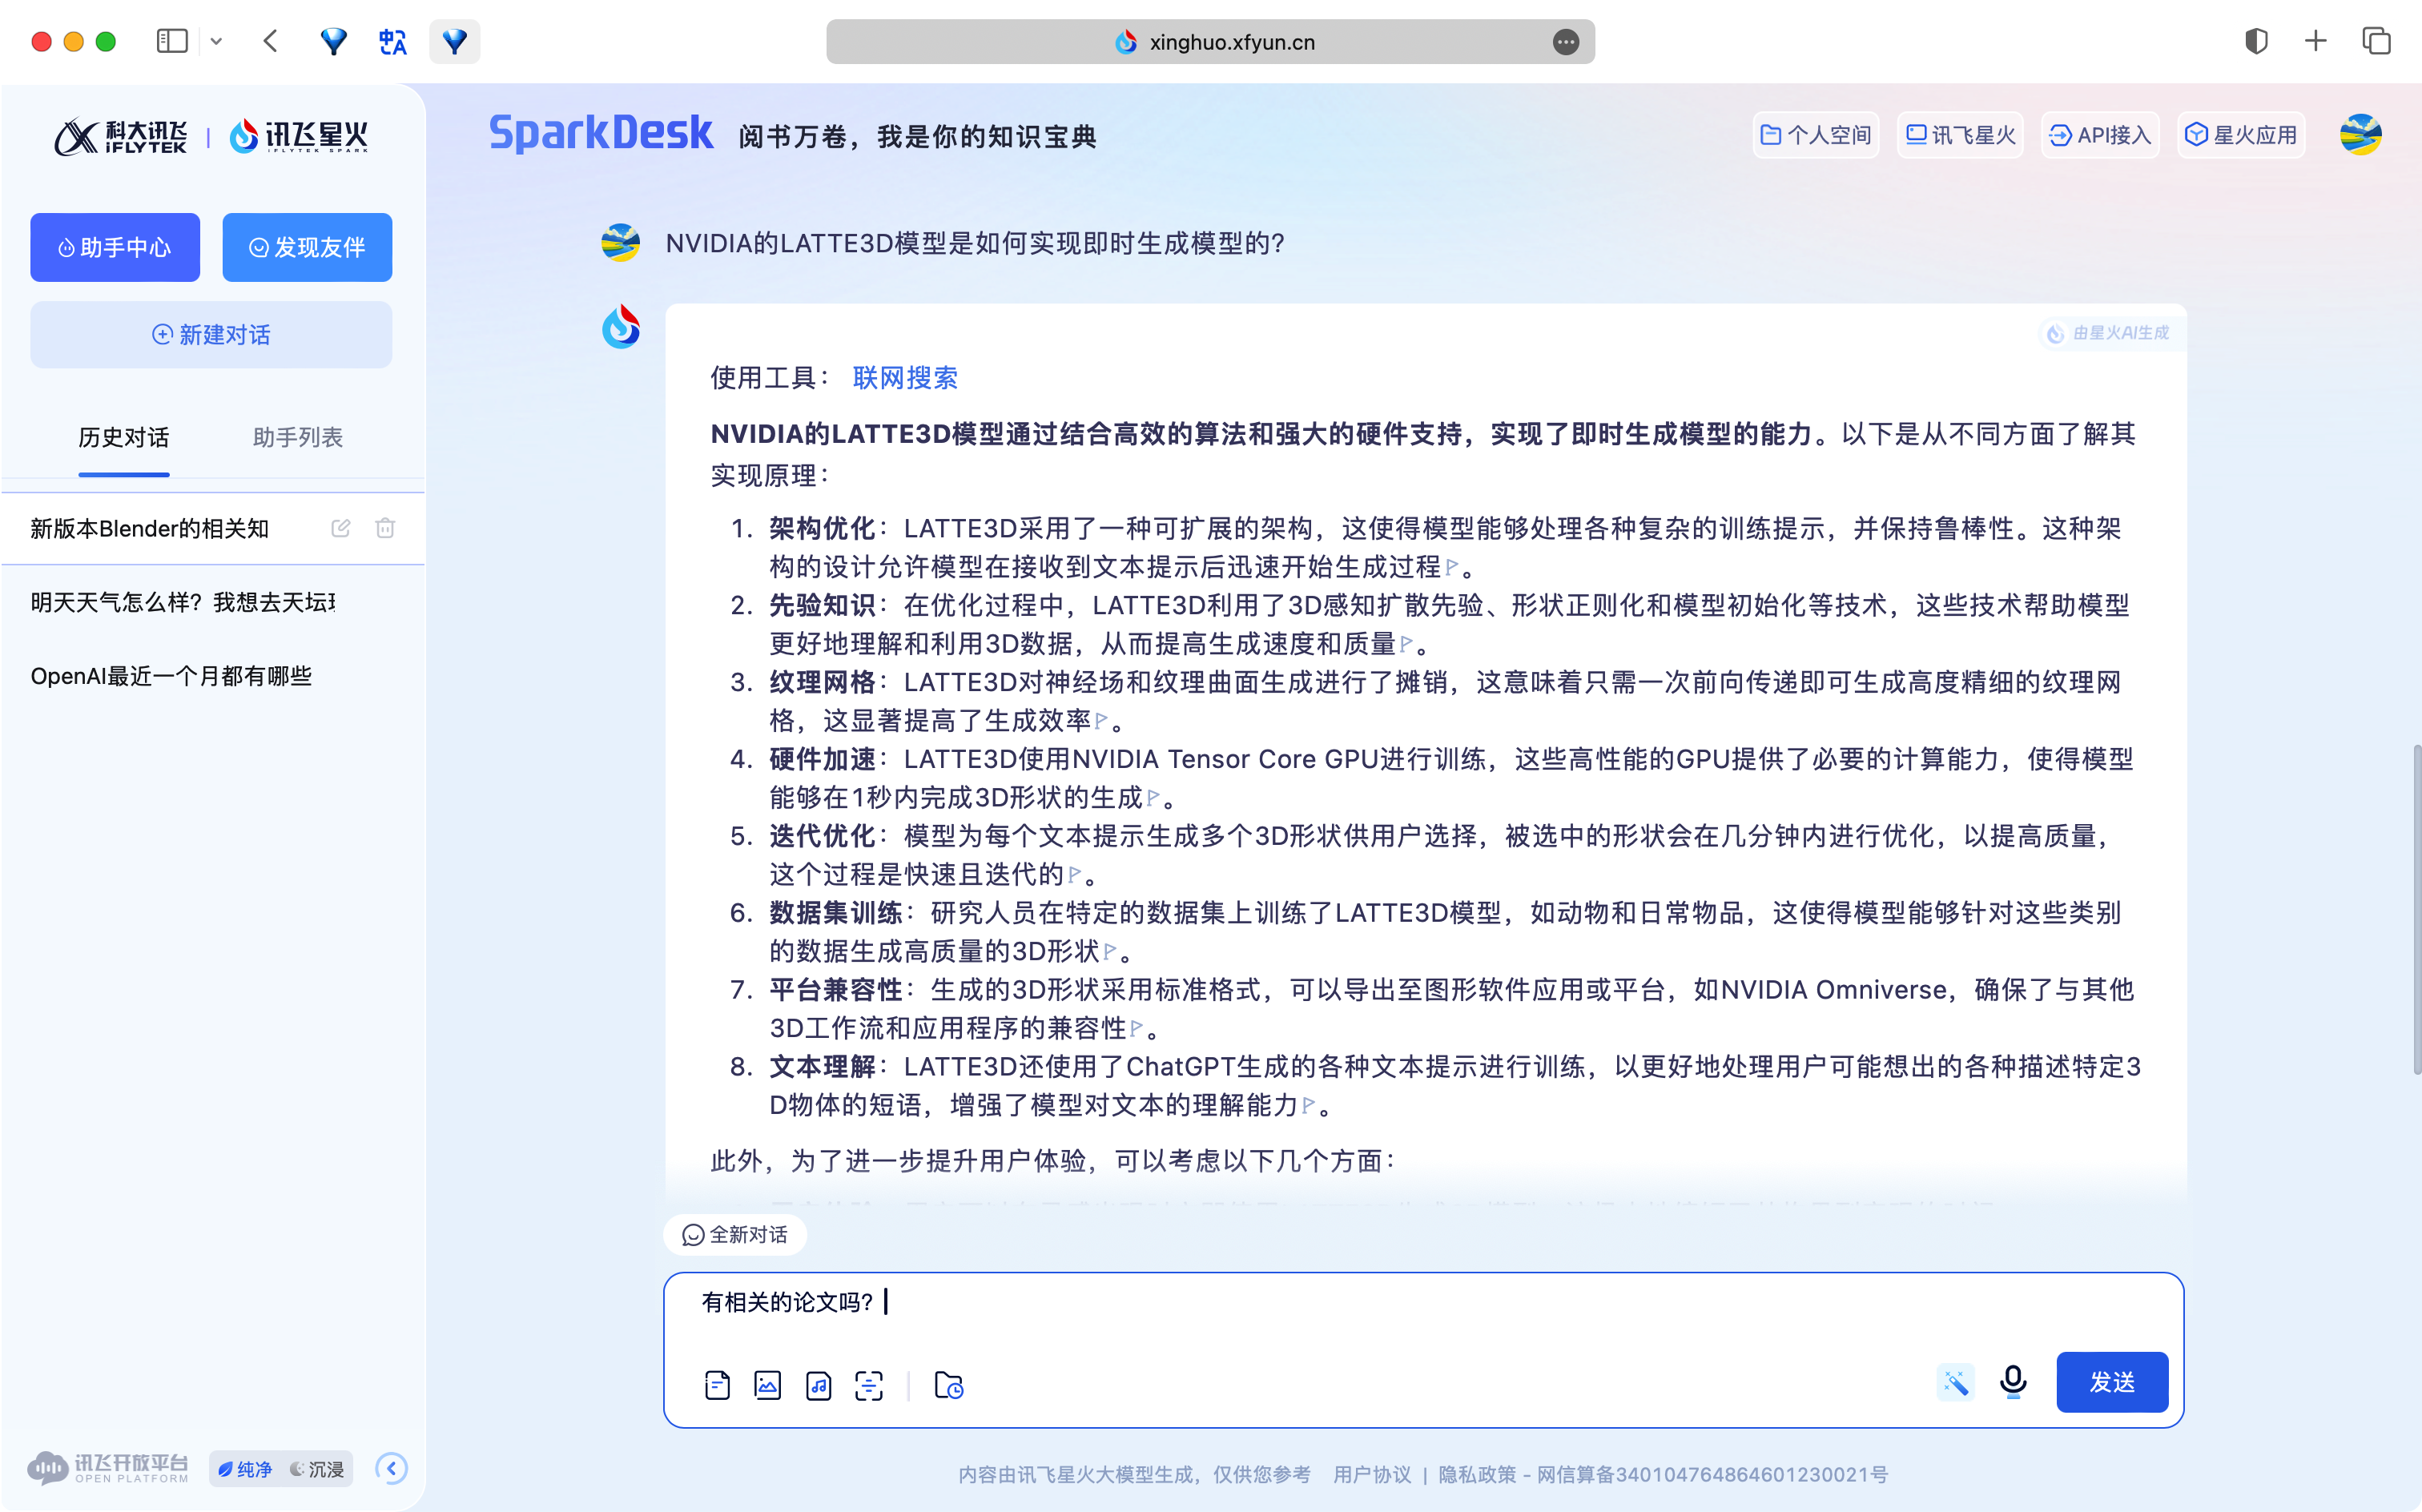 xinghuo.xfyun.cn
科大讯飞 iFLYTEK | 讯飞星火 IFLYTEK SPARK
SparkDesk 阅书万卷，我是你的知识宝典
个人空间 讯飞星火 API接入 星火应用
助手中心 发现友伴
新建对话
历史对话 助手列表
新版本Blender的相关知
明天天气怎么样？我想去天坛
OpenAI最近一个月都有哪些
NVIDIA的LATTE3D模型是如何实现即时生成模型的?
由星火AI生成
使用工具： 联网搜索
NVIDIA的LATTE3D模型通过结合高效的算法和强大的硬件支持，实现了即时生成模型的能力。以下是从不同方面了解其
实现原理：
1. 架构优化：LATTE3D采用了一种可扩展的架构，这使得模型能够处理各种复杂的训练提示，并保持鲁棒性。这种架
构的设计允许模型在接收到文本提示后迅速开始生成过程。
2. 先验知识：在优化过程中，LATTE3D利用了3D感知扩散先验、形状正则化和模型初始化等技术，这些技术帮助模型
更好地理解和利用3D数据，从而提高生成速度和质量。
3. 纹理网格：LATTE3D对神经场和纹理曲面生成进行了摊销，这意味着只需一次前向传递即可生成高度精细的纹理网
格，这显著提高了生成效率。
4. 硬件加速：LATTE3D使用NVIDIA Tensor Core GPU进行训练，这些高性能的GPU提供了必要的计算能力，使得模型
能够在1秒内完成3D形状的生成。
5. 迭代优化：模型为每个文本提示生成多个3D形状供用户选择，被选中的形状会在几分钟内进行优化，以提高质量，
这个过程是快速且迭代的。
6. 数据集训练：研究人员在特定的数据集上训练了LATTE3D模型，如动物和日常物品，这使得模型能够针对这些类别
的数据生成高质量的3D形状。
7. 平台兼容性：生成的3D形状采用标准格式，可以导出至图形软件应用或平台，如NVIDIA Omniverse，确保了与其他
3D工作流和应用程序的兼容性。
8. 文本理解：LATTE3D还使用了ChatGPT生成的各种文本提示进行训练，以更好地处理用户可能想出的各种描述特定3
D物体的短语，增强了模型对文本的理解能力。
此外，为了进一步提升用户体验，可以考虑以下几个方面：
全新对话
有相关的论文吗？
发送
讯飞开放平台 OPEN PLATFORM
纯净 沉浸
内容由讯飞星火大模型生成，仅供您参考 用户协议 | 隐私政策 - 网信算备340104764864601230021号